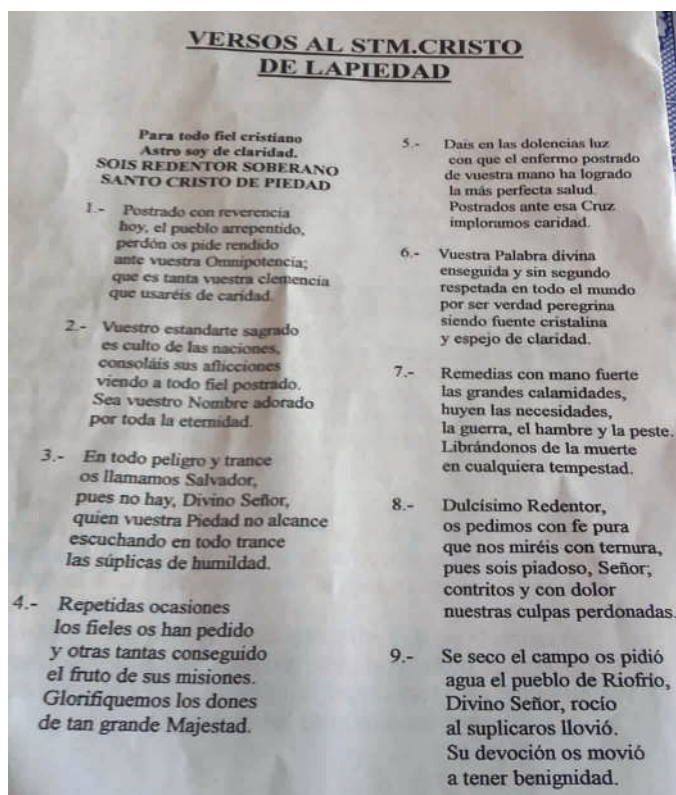 VERSOS AL STM.CRISTO
DE LAPIEDAD
Para todo fiel cristiano
Astro soy de claridad.
SOIS REDENTOR SOBERANO
SANTO CRISTO DE PIEDAD
1.- Postrado con reverencia
hoy, el pueblo arrepentido,
perdón os pide rendido
ante vuestra Omnipotencia;
que es tanta vuestra clemencia
que usaréis de caridad.
2.- Vuestro estandarte sagrado
es culto de las naciones,
consoláis sus aflicciones
viendo a todo fiel postrado.
Sea vuestro Nombre adorado
por toda la eternidad.
3.- En todo peligro y trance
os llamamos Salvador,
pues no hay, Divino Señor,
quien vuestra Piedad no alcance
escuchando en todo trance
las súplicas de humildad.
4.- Repetidas ocasiones
los fieles os han pedido
y otras tantas conseguido
el fruto de sus misiones.
Glorifiquemos los dones
de tan grande Majestad.
5.- Dais en las dolencias luz
con que el enfermo postrado
de vuestra mano ha logrado
la más perfecta salud.
Postrados ante esa Cruz
imploramos caridad.
6.- Vuestra Palabra divina
enseguida y sin segundo
respetada en todo el mundo
por ser verdad peregrina
siendo fuente cristalina
y espejo de claridad.
7.- Remedias con mano fuerte
las grandes calamidades,
huyen las necesidades,
la guerra, el hambre y la peste.
Librándonos de la muerte
en cualquiera tempestad.
8.- Dulcísimo Redentor,
os pedimos con fe pura
que nos miréis con ternura,
pues sois piadoso, Señor;
contritos y con dolor
nuestras culpas perdonadas.
9.- Se seco el campo os pidió
agua el pueblo de Riofrío,
Divino Señor, rocío
al suplicaros llovió.
Su devoción os movió
a tener benignidad.